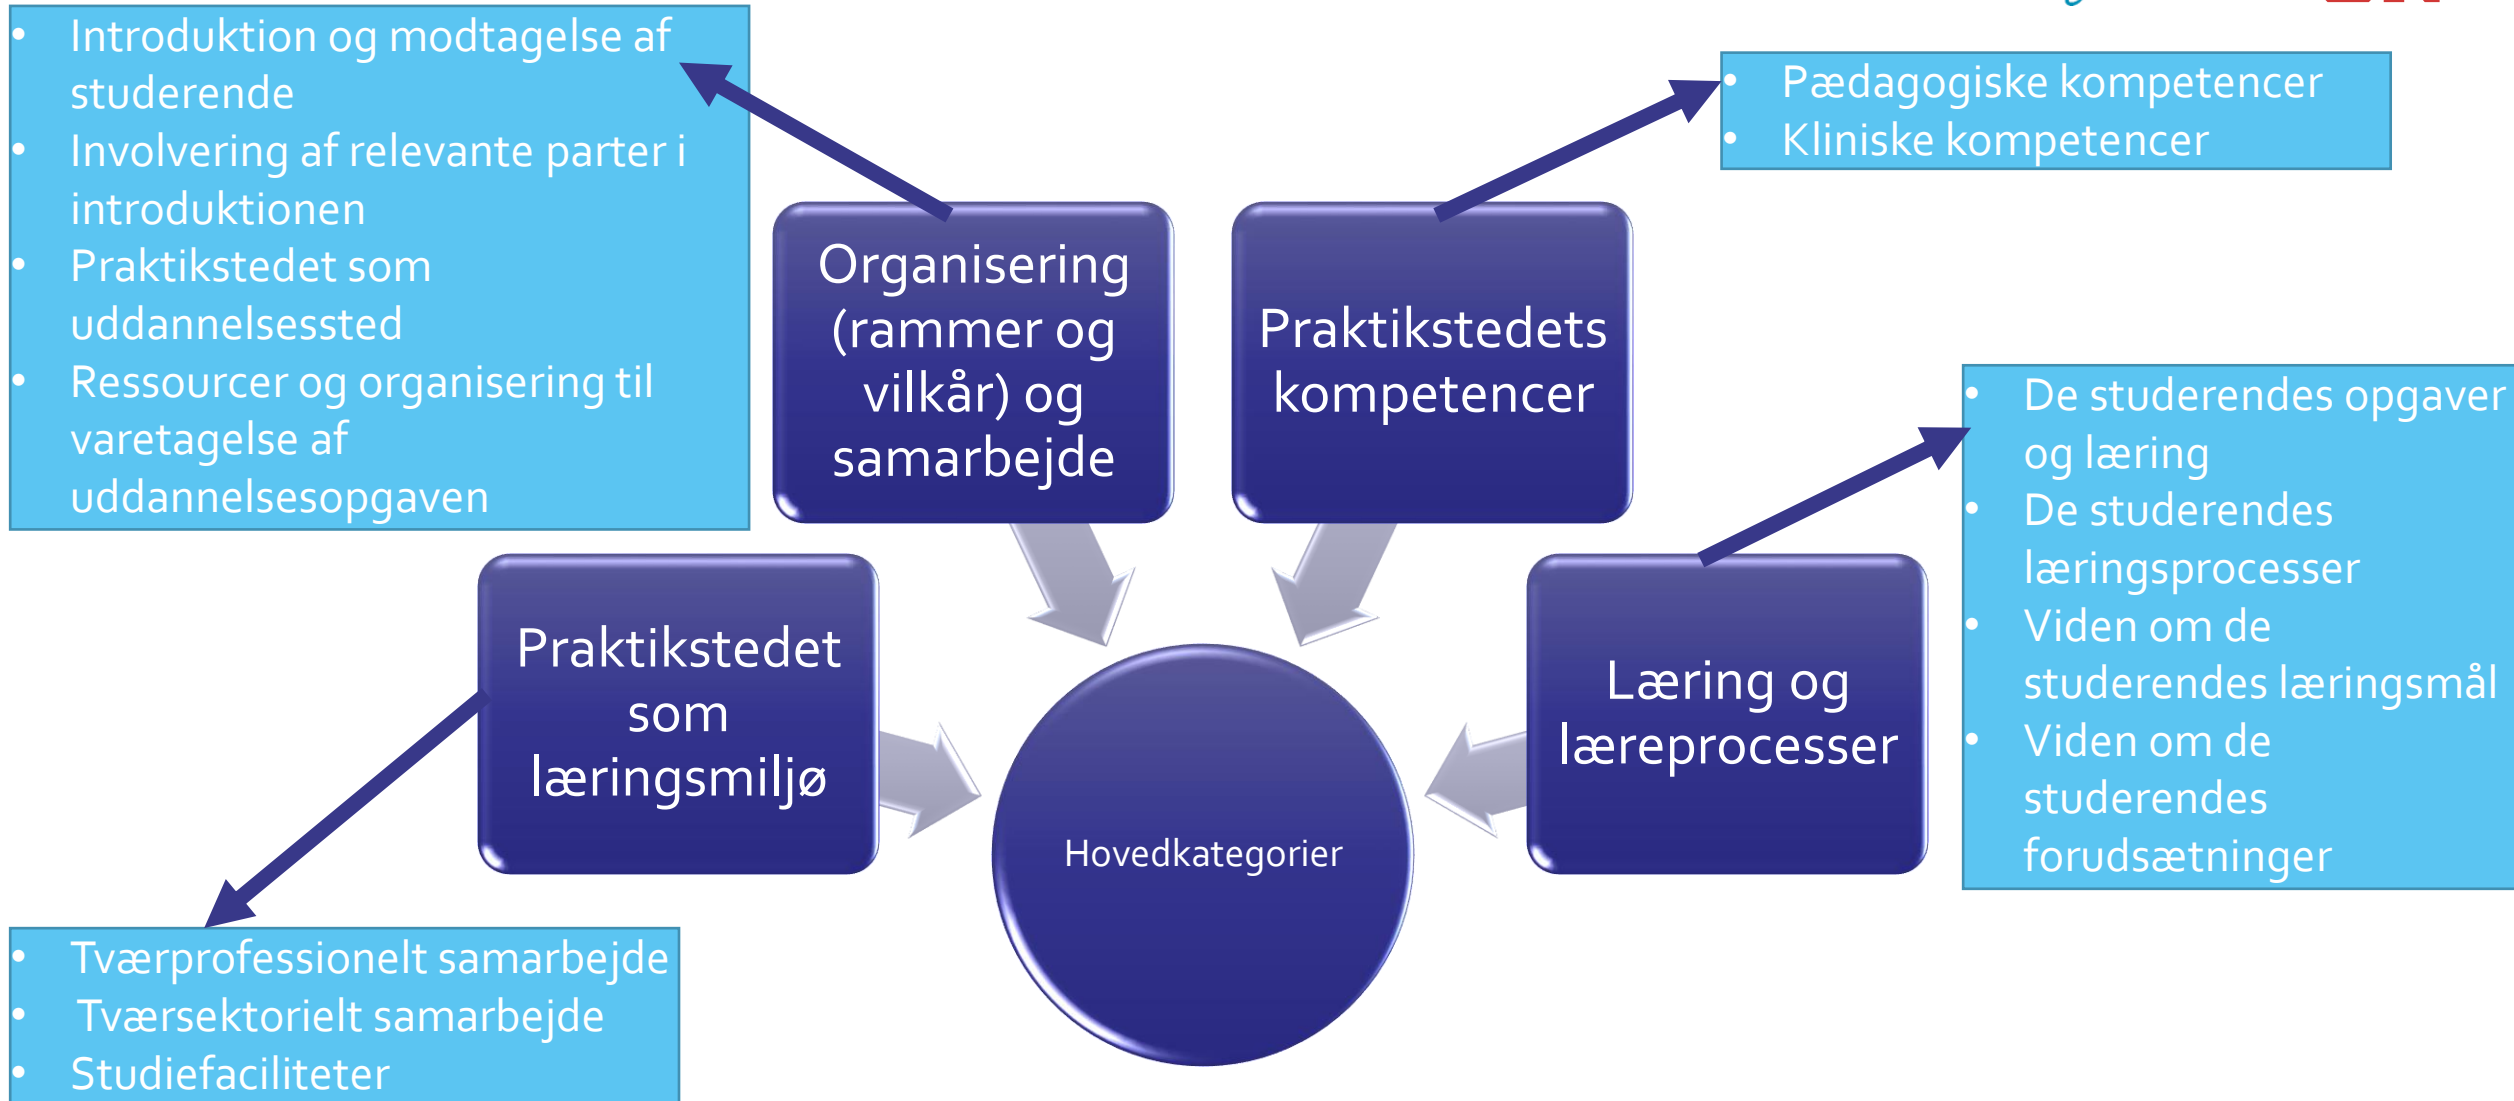 • Introduktion og modtagelse af
studerende
• Involvering af relevante parter i
introduktionen
• Praktikstedet som
uddannelsessted
• Ressourcer og organisering til
varetagelse af
uddannelsesopgaven
• Pædagogiske kompetencer
• Kliniske kompetencer
Organisering
(rammer og
vilkår) og
samarbejde
Praktikstedets
kompetencer
• De studerendes opgaver
og læring
• De studerendes
læringsprocesser
• Viden om de
studerendes læringsmål
• Viden om de
studerendes
forudsætninger
Praktikstedet
som
læringsmiljø
Læring og
læreprocesser
Hovedkategorier
• Tværprofessionelt samarbejde
• Tværsektorielt samarbejde
• Studiefaciliteter